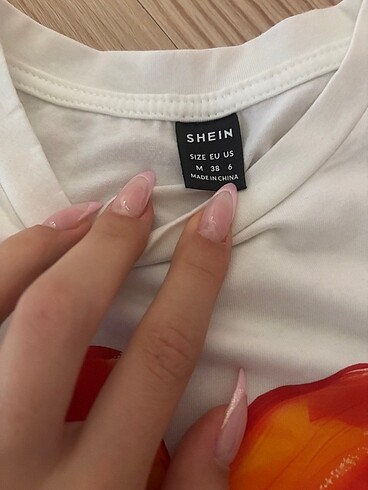 SHEIN
SIZE EU US
M 38 6
MADE IN CHINA